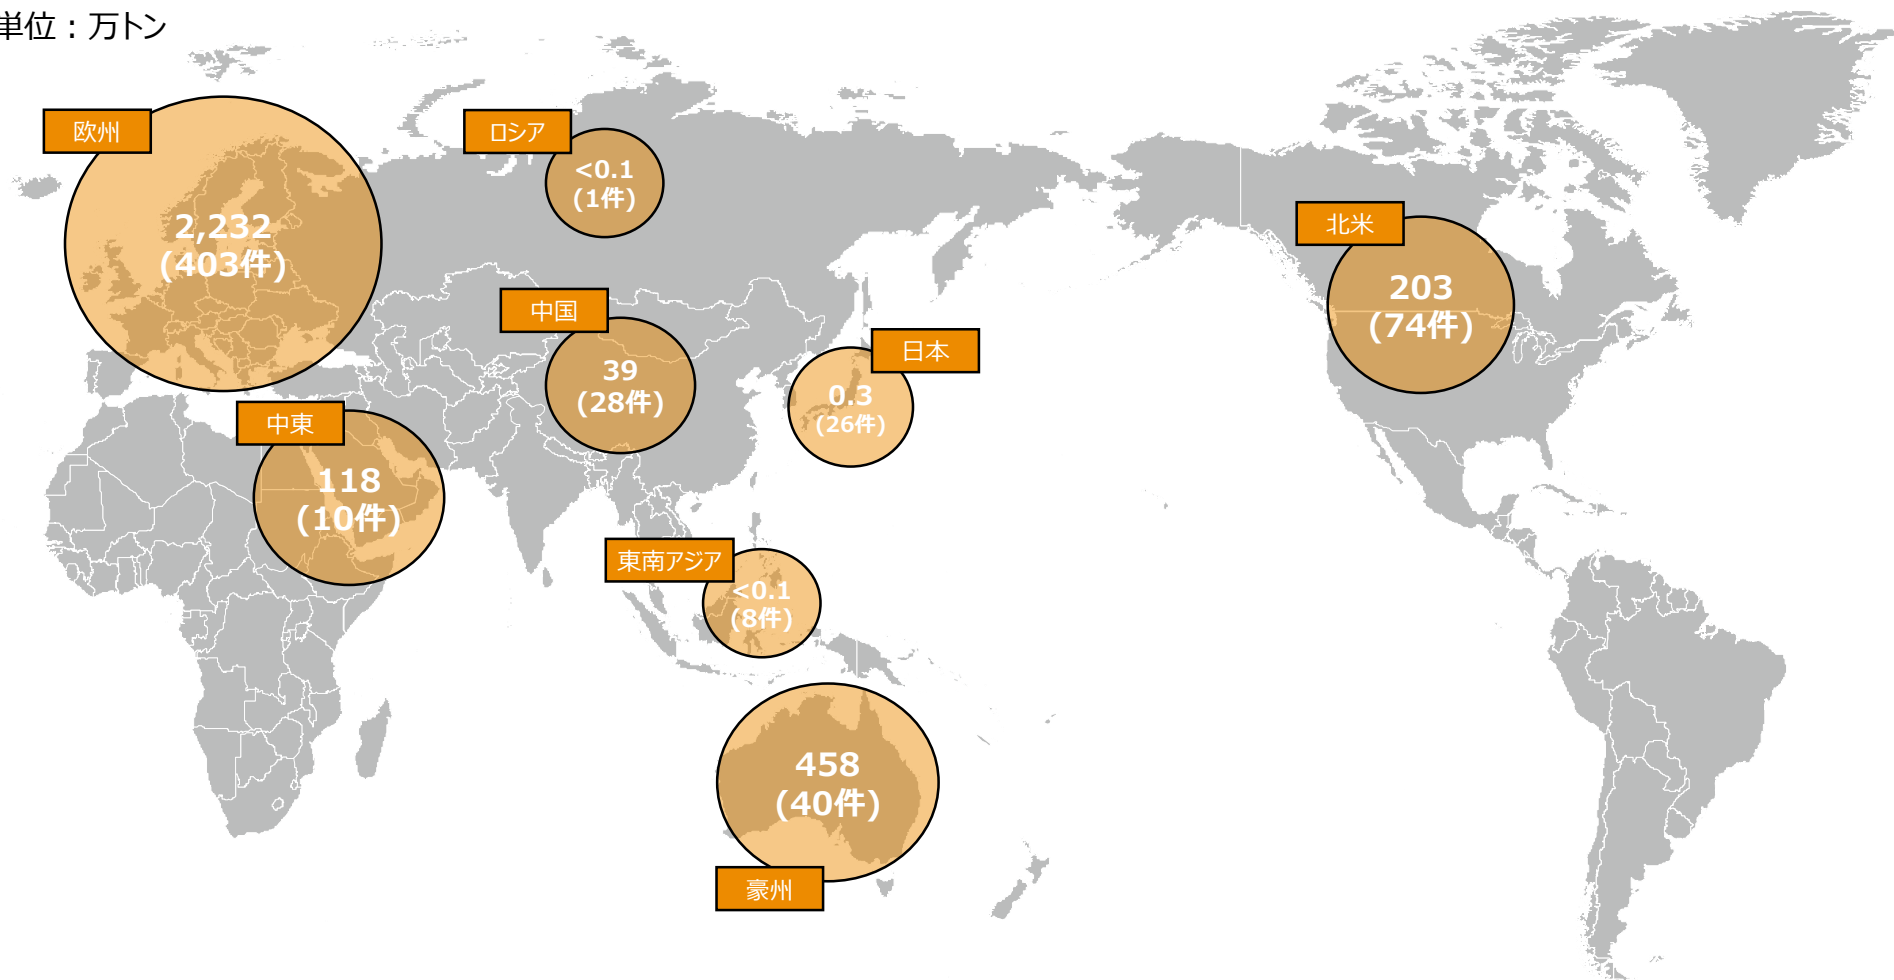 単位：万トン
欧州
2,232
(403件)
ロシア
<0.1
(1件)
北米
203
(74件)
中国
39
(28件)
日本
0.3
(26件)
中東
118
(10件)
東南アジア
<0.1
(8件)
458
(40件)
豪州